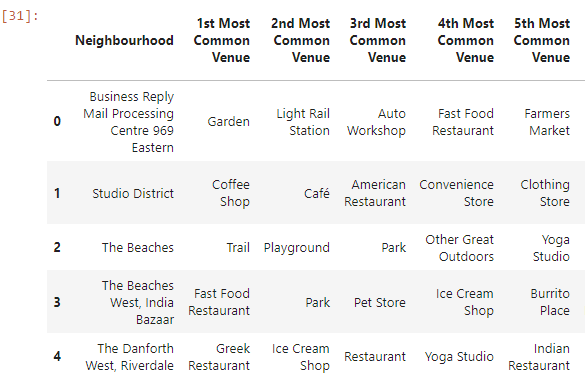 [31]:
Neighbourhood 1st Most Common Venue 2nd Most Common Venue 3rd Most Common Venue 4th Most Common Venue 5th Most Common Venue
0 Business Reply Mail Processing Centre 969 Eastern Garden Light Rail Station Auto Workshop Fast Food Restaurant Farmers Market
1 Studio District Coffee Shop Café American Restaurant Convenience Store Clothing Store
2 The Beaches Trail Playground Park Other Great Outdoors Yoga Studio
3 The Beaches West, India Bazaar Fast Food Restaurant Park Pet Store Ice Cream Shop Burrito Place
4 The Danforth West, Riverdale Greek Restaurant Ice Cream Shop Restaurant Yoga Studio Indian Restaurant